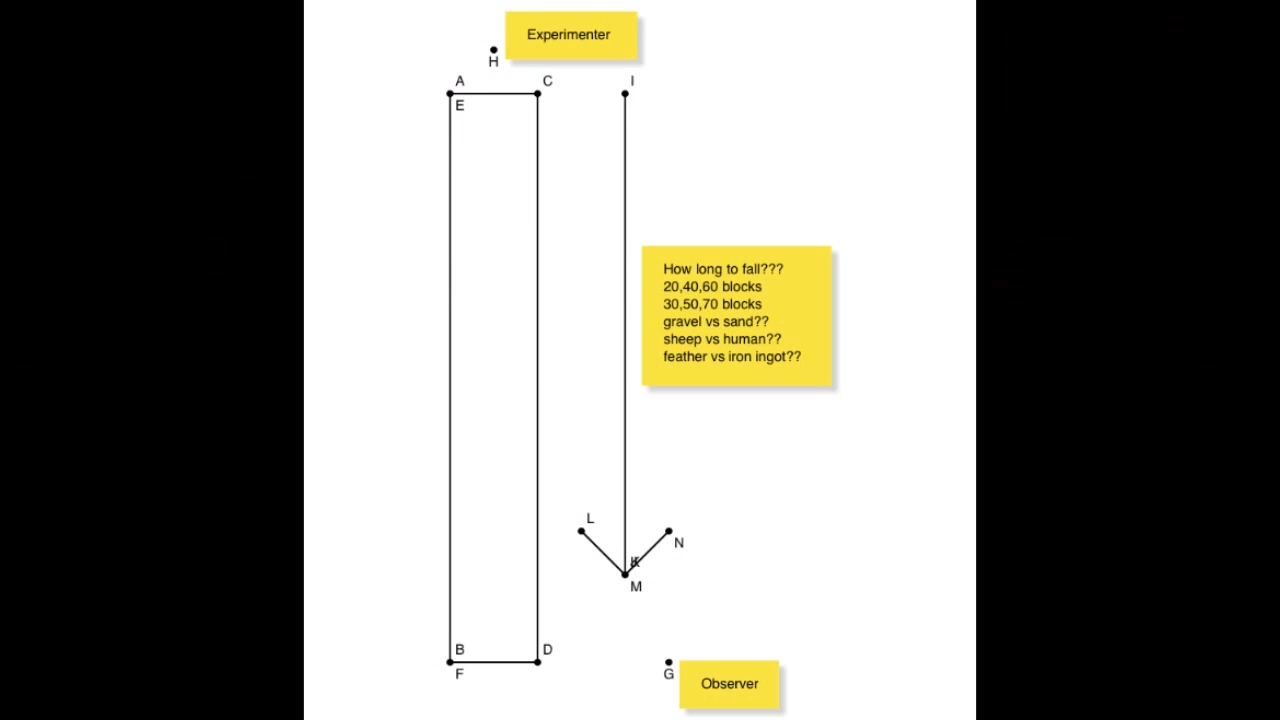 Experimenter
H
A
C
I
E
How long to fall???
20,40,60 blocks
30,50,70 blocks
gravel vs sand??
sheep vs human??
feather vs iron ingot??
L
N
M
B
D
F
G
Observer